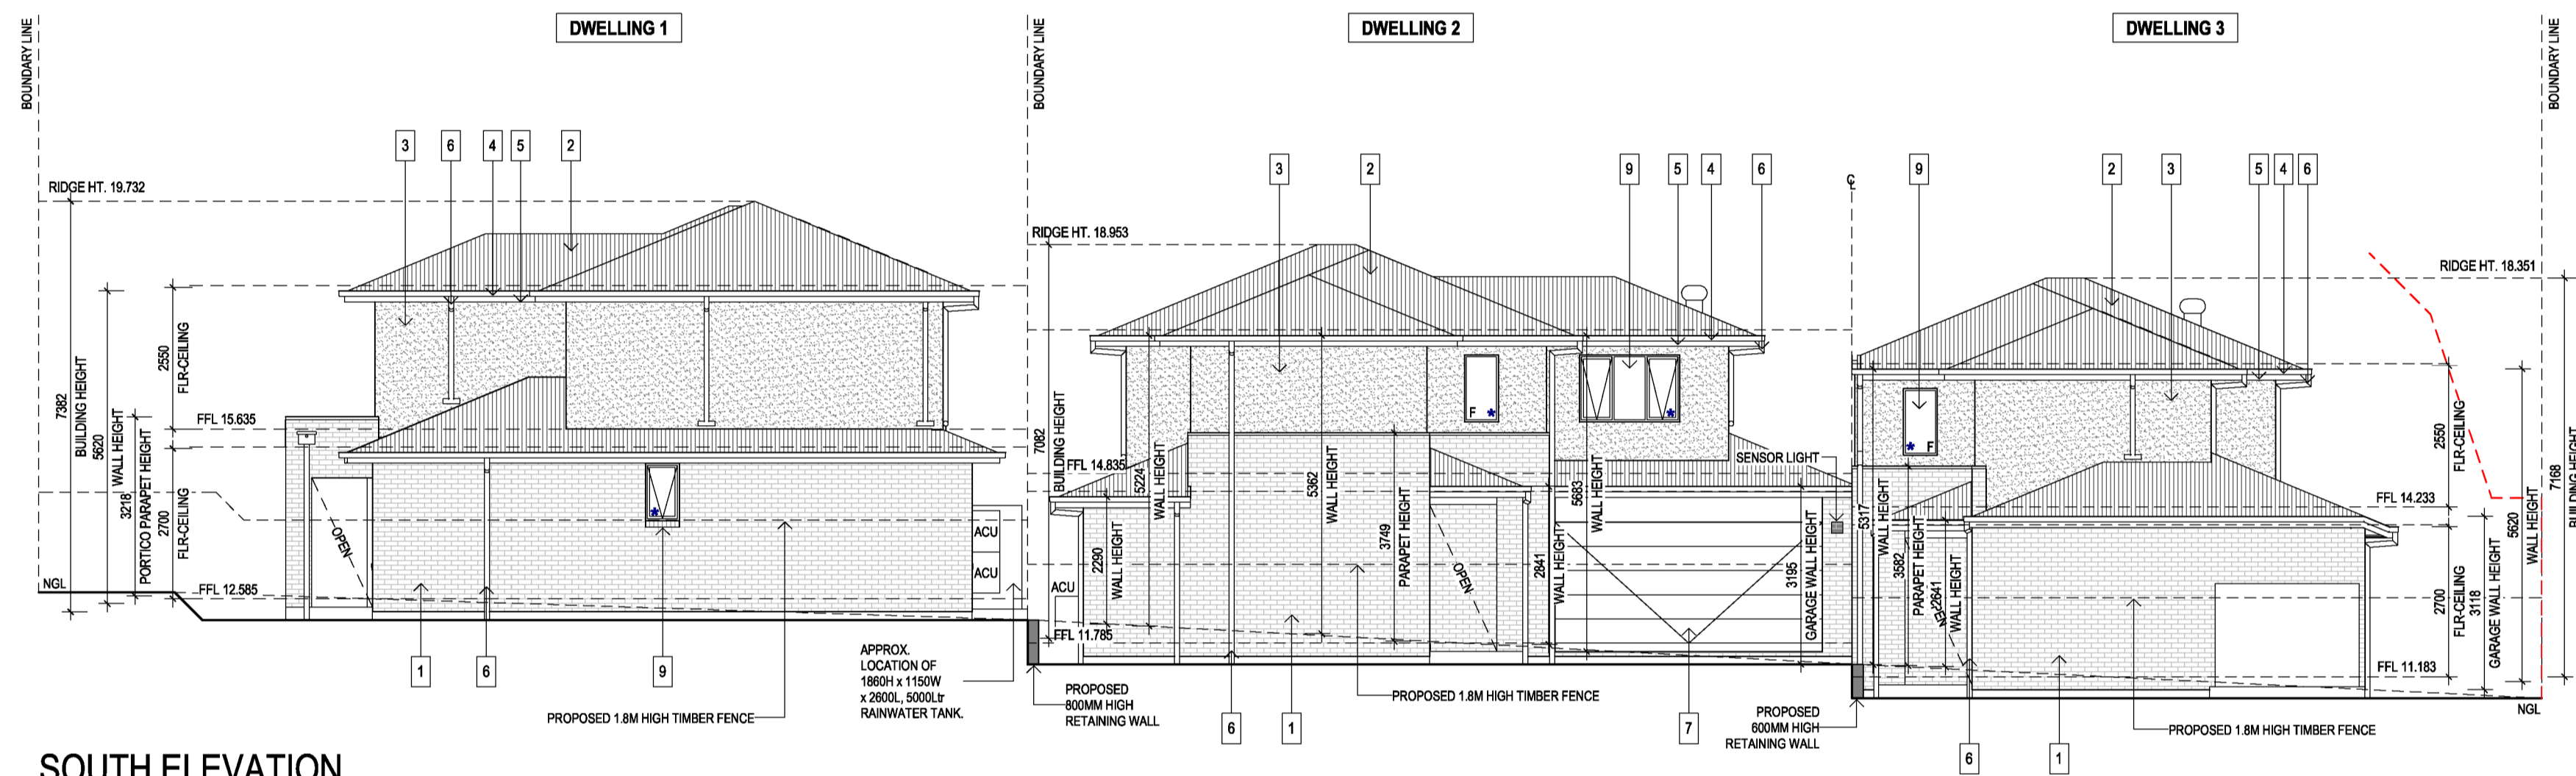 DWELLING 1
DWELLING 2
DWELLING 3
BOUNDARY LINE
BOUNDARY LINE
BOUNDARY LINE
3
6
4
5
2
3
2
9
5
4
6
9
2
3
5
4
6
RIDGE HT. 19.732
7382
BUILDING HEIGHT
5620
WALL HEIGHT
3218
PORTICO PARAPET HEIGHT
2550
FLR-CEILING
2700
FLR-CEILING
FFL 15.635
FFL 12.585
NGL
OPEN
*
ACU
ACU
1
6
9
PROPOSED 1.8M HIGH TIMBER FENCE
APPROX.
LOCATION OF
1860H x 1150W
x 2600L, 5000Ltr
RAINWATER TANK.
RIDGE HT. 18.953
7082
BUILDING HEIGHT
FFL 14.835
FFL 11.785
ACU
2290
WALL HEIGHT
5224
WALL HEIGHT
5362
WALL HEIGHT
3749
PARAPET HEIGHT
OPEN
2841
WALL HEIGHT
5683
WALL HEIGHT
F *
*
SENSOR LIGHT
3195
GARAGE WALL HEIGHT
PROPOSED
800MM HIGH
RETAINING WALL
6
1
7
PROPOSED 1.8M HIGH TIMBER FENCE
PROPOSED
600MM HIGH
RETAINING WALL
5317
WALL HEIGHT
3582
PARAPET HEIGHT
2641
WALL HEIGHT
* F
RIDGE HT. 18.351
2550
FLR-CEILING
FFL 14.233
2700
FLR-CEILING
3118
GARAGE WALL HEIGHT
5620
WALL HEIGHT
7168
BUILDING HEIGHT
FFL 11.183
NGL
6
1
PROPOSED 1.8M HIGH TIMBER FENCE
SOUTH ELEVATION